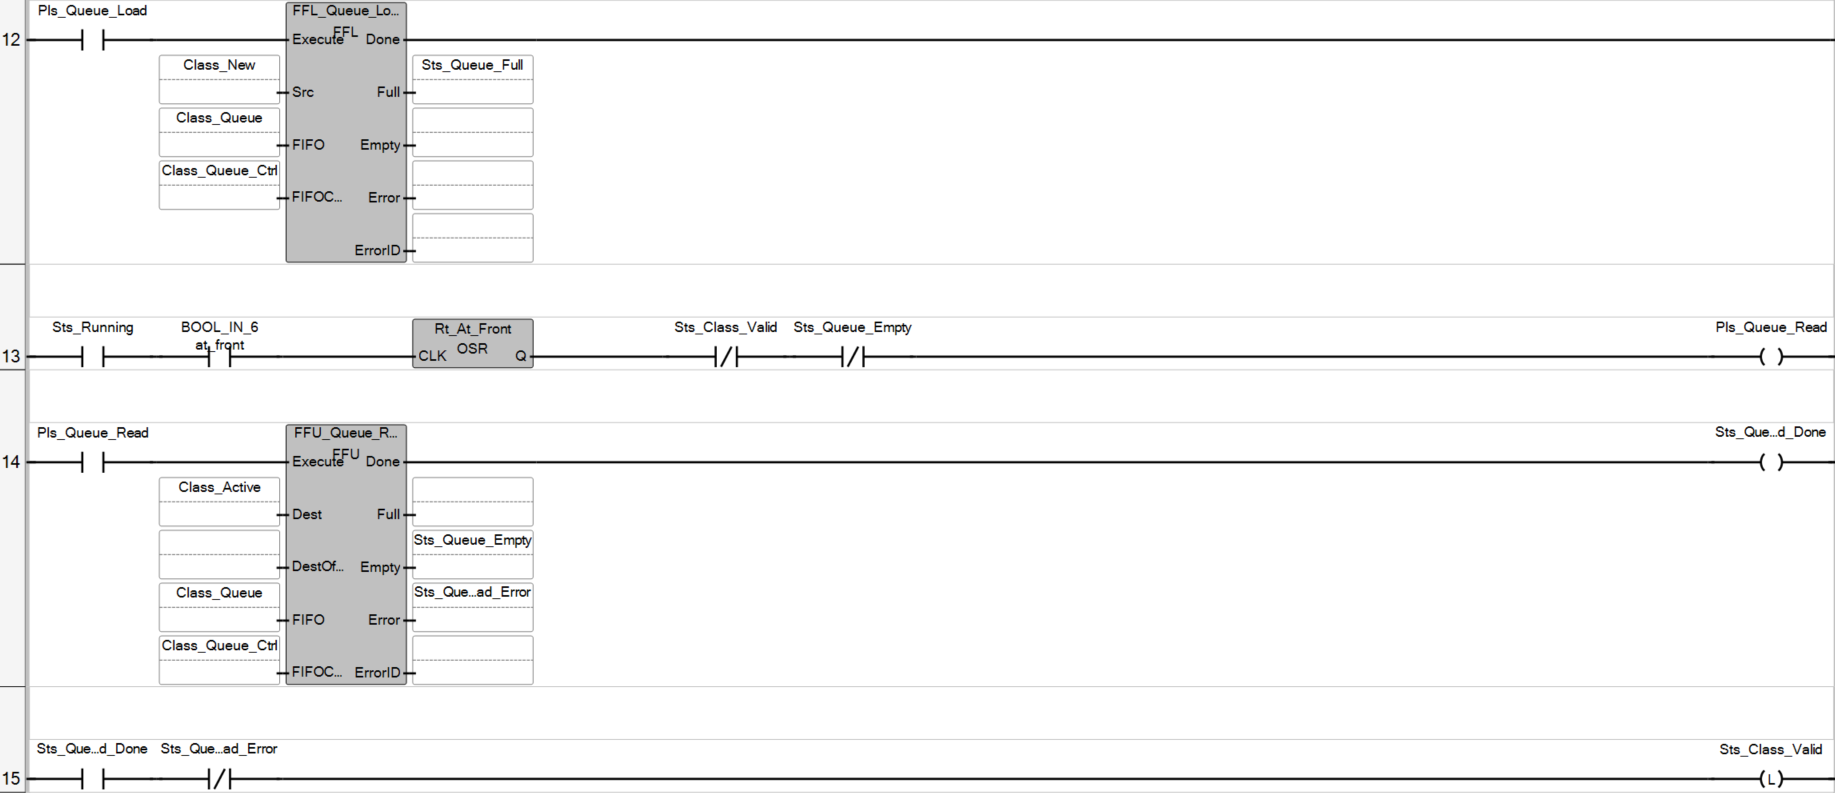 Pls_Queue_Load
FFL_Queue_Lo...
FFL
12
Execute Done
Class_New
Sts_Queue_Full
Src Full
Class_Queue
FIFO Empty
Class_Queue_Ctrl
FIFOC... Error
ErrorID
Sts_Running BOOL_IN_6 Rt_At_Front Sts_Class_Valid Sts_Queue_Empty Pls_Queue_Read
at_front OSR
13 CLK Q
Pls_Queue_Read FFU_Queue_R... Sts_Que...d_Done
FFU
14 Execute Done
Class_Active
Dest Full
Sts_Queue_Empty
DestOf... Empty
Class_Queue Sts_Que...ad_Error
FIFO Error
Class_Queue_Ctrl
FIFOC... ErrorID
Sts_Que...d_Done Sts_Que...ad_Error Sts_Class_Valid
15 L